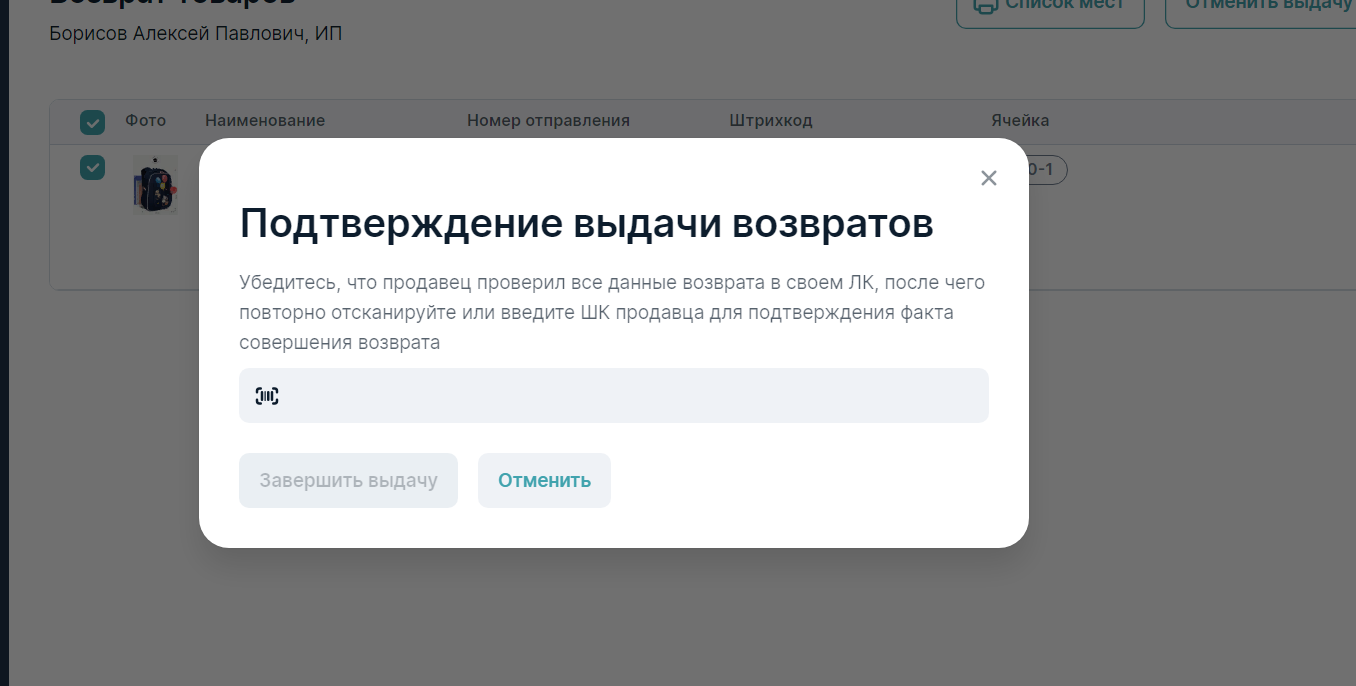 Возврат товаров
Список мест
Отменить выдачу
Борисов Алексей Павлович, ИП
Фото
Наименование
Номер отправления
Штрихкод
Ячейка
0-1
Подтверждение выдачи возвратов
Убедитесь, что продавец проверил все данные возврата в своем ЛК, после чего
повторно отсканируйте или введите ШК продавца для подтверждения факта
совершения возврата
Завершить выдачу
Отменить